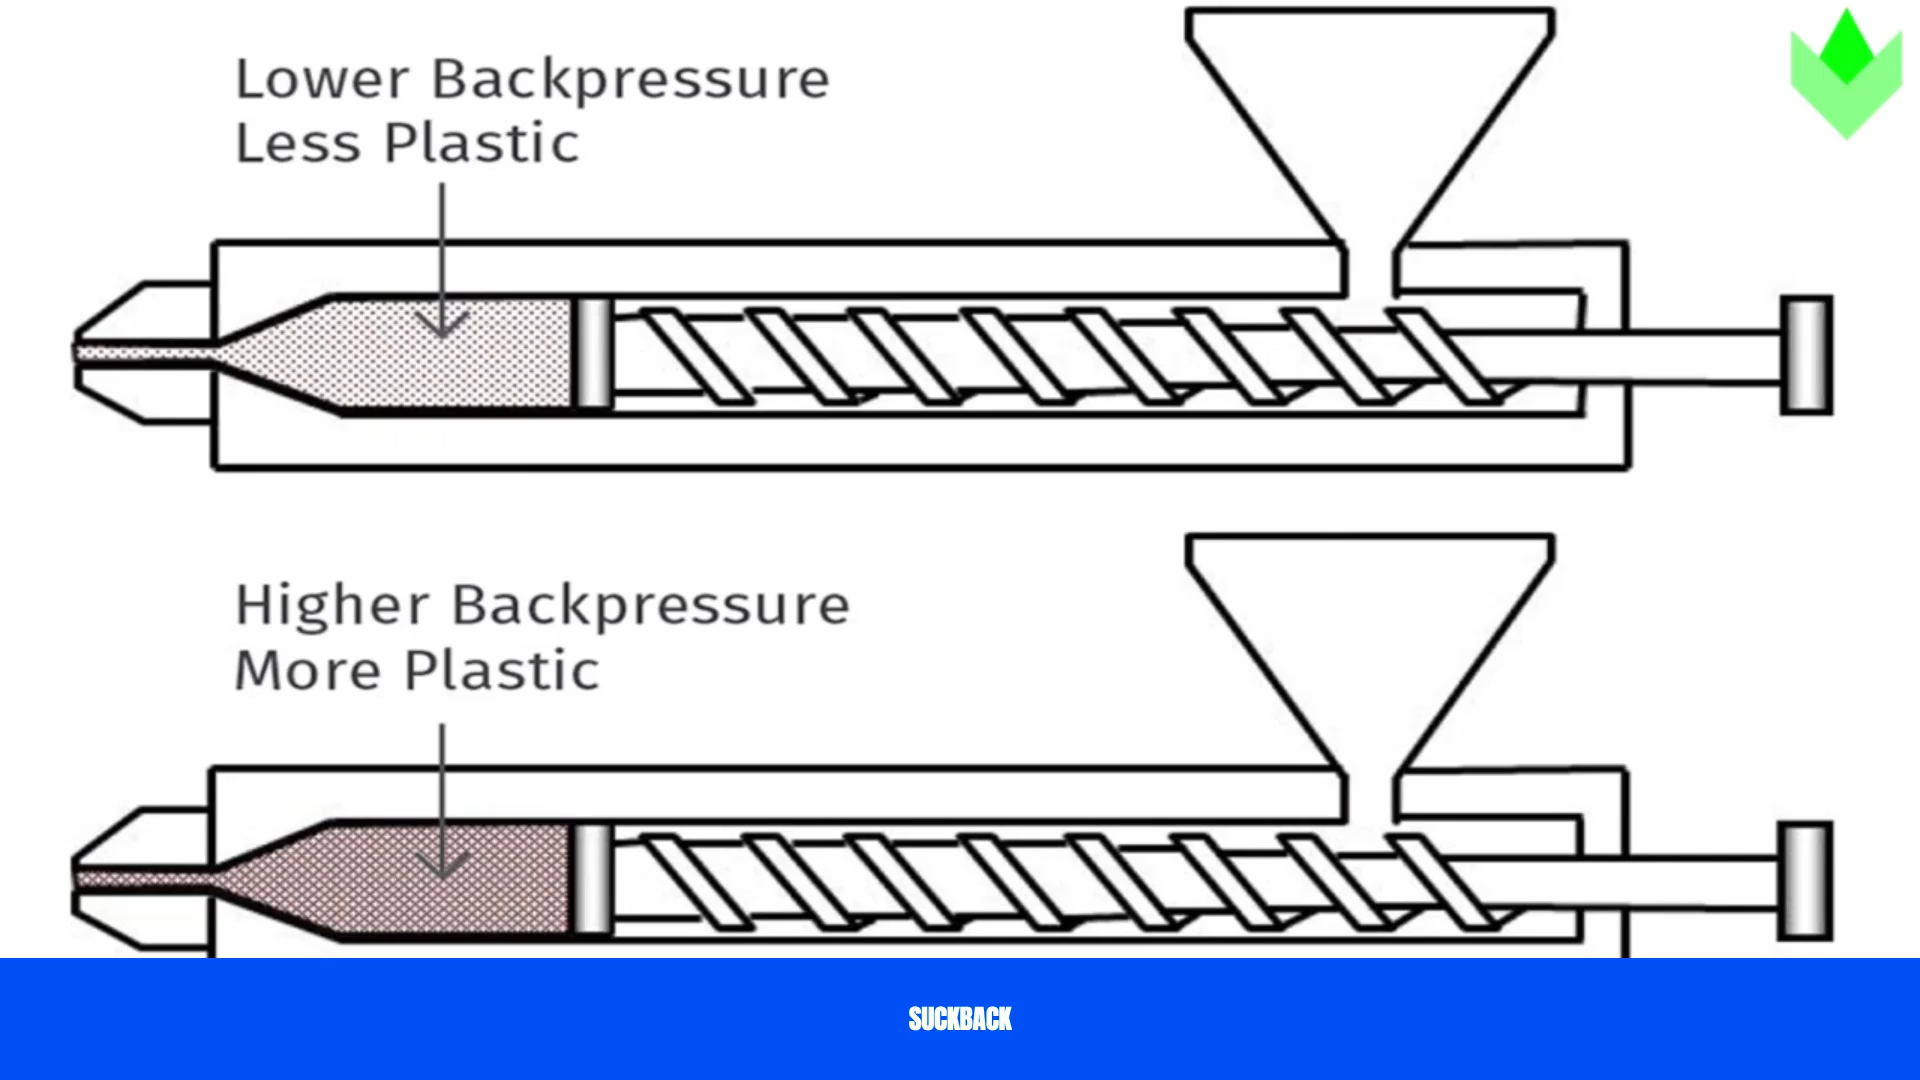 Lower Backpressure
Less Plastic
Higher Backpressure
More Plastic
SUCKBACK